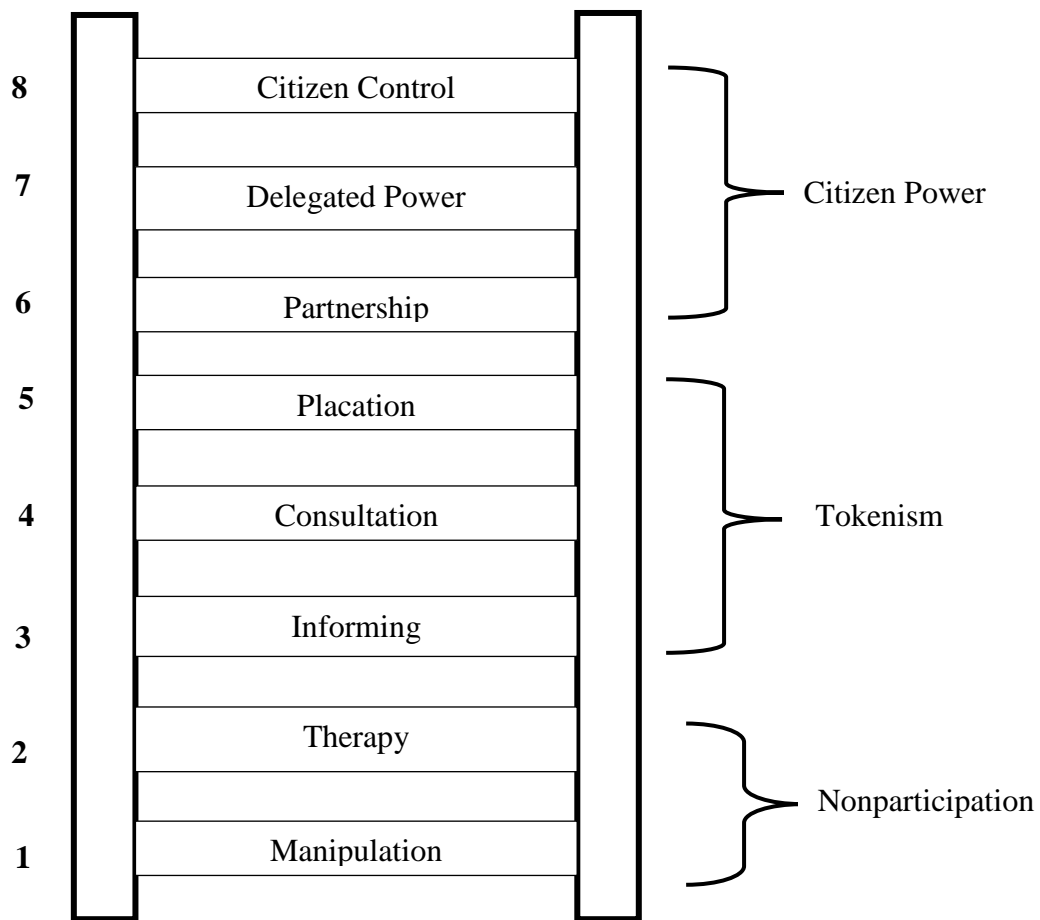 8 Citizen Control
7 Delegated Power Citizen Power
6 Partnership
5 Placation
4 Consultation Tokenism
3 Informing
2 Therapy
Nonparticipation
1 Manipulation